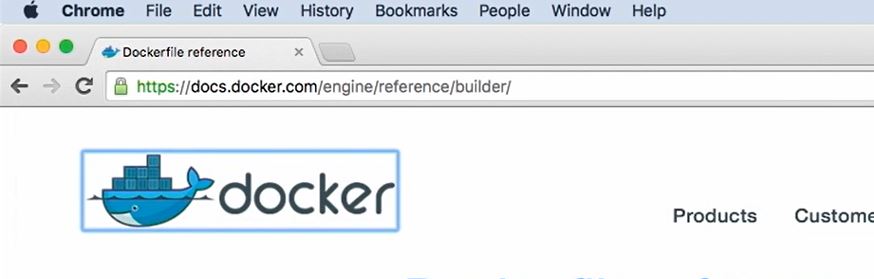 Chrome File Edit View History Bookmarks People Window Help
Dockerfile reference
https://docs.docker.com/engine/reference/builder/
docker
Products Custome